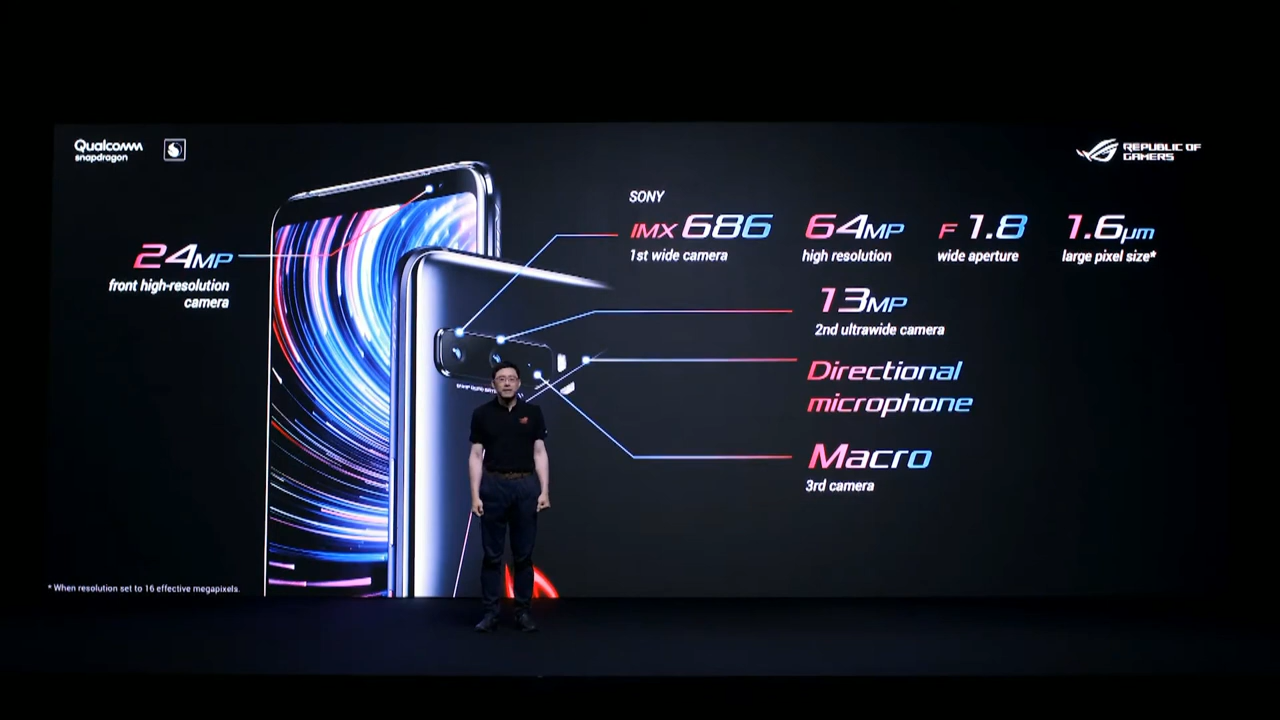 Qualcomm
snapdragon
REPUBLIC OF
GAMERS
24MP
front high-resolution
camera
SONY
IMX 686
1st wide camera
64MP
high resolution
F 1.8
wide aperture
1.6µm
large pixel size*
13MP
2nd ultrawide camera
Directional
microphone
Macro
3rd camera
* When resolution set to 16 effective megapixels.